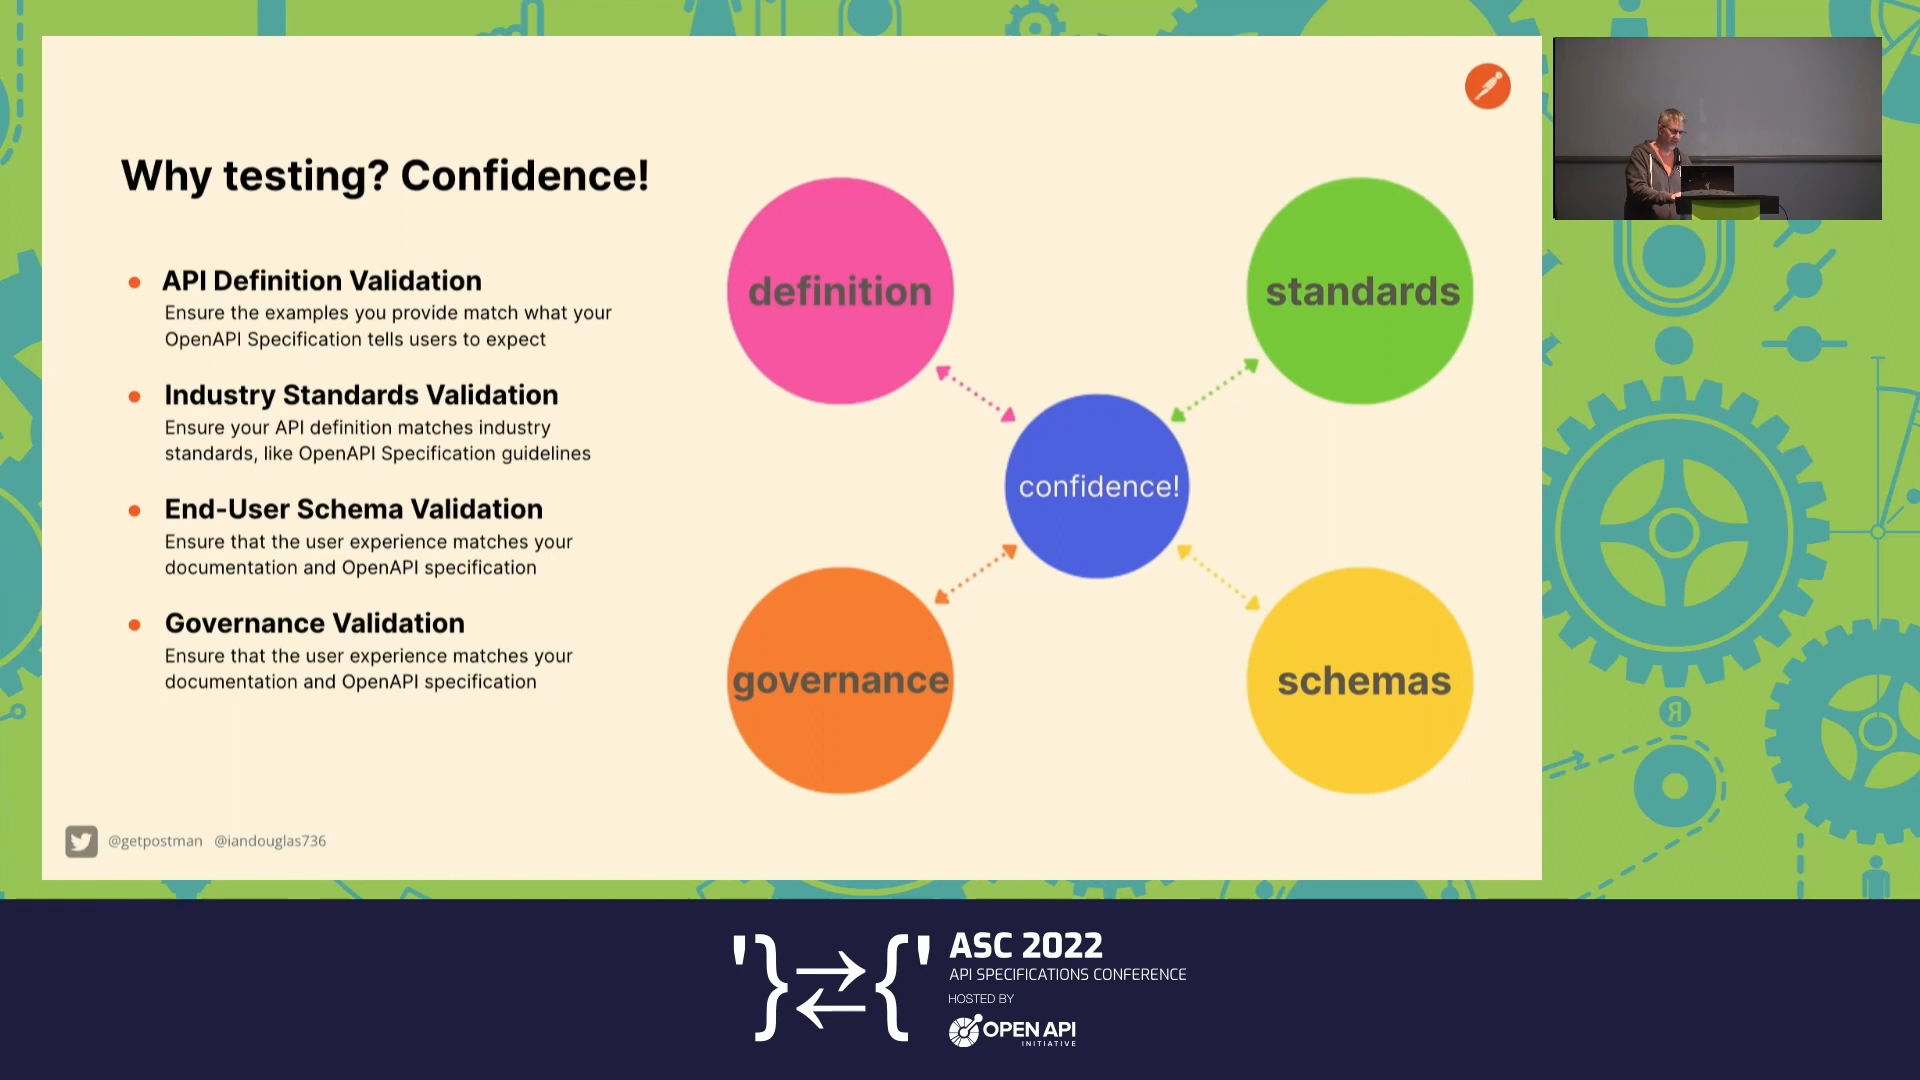 Why testing? Confidence!
API Definition Validation
Ensure the examples you provide match what your
OpenAPI Specification tells users to expect
Industry Standards Validation
Ensure your API definition matches industry
standards, like OpenAPI Specification guidelines
End-User Schema Validation
Ensure that the user experience matches your
documentation and OpenAPI specification
Governance Validation
Ensure that the user experience matches your
documentation and OpenAPI specification
definition
standards
confidence!
governance
schemas
@getpostman @iandouglas736
Я
'}⇄{'
ASC 2022
API SPECIFICATIONS CONFERENCE
HOSTED BY
OPENAPI
INITIATIVE